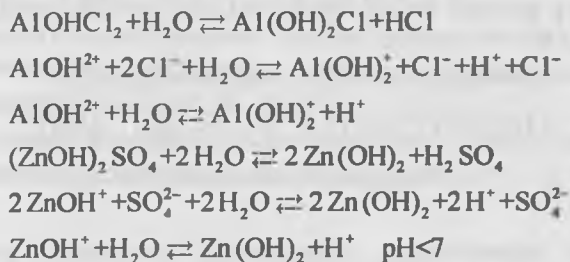 AlOHCl₂+H₂O ⇄ Al(OH)₂Cl+HCl
AlOH²⁺+2Cl⁻+H₂O ⇄ Al(OH)₂⁺+Cl⁻+H⁺+Cl⁻
AlOH²⁺+H₂O ⇄ Al(OH)₂⁺+H⁺
(ZnOH)₂SO₄+2H₂O ⇄ 2Zn(OH)₂+H₂SO₄
2ZnOH⁺+SO₄²⁻+2H₂O ⇄ 2Zn(OH)₂+2H⁺+SO₄²⁻
ZnOH⁺+H₂O ⇄ Zn(OH)₂+H⁺ pH<7